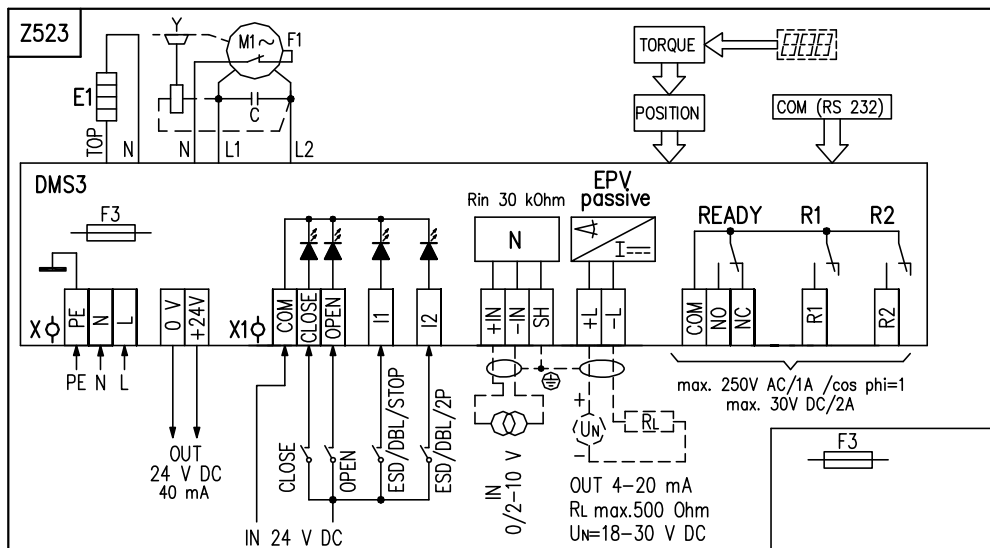 Z523
Y
M1 ~
F1
E1
C
TOP
N
N
L1
L2
TORQUE
POSITION
COM (RS 232)
DMS3
F3
Rin 30 kOhm
N
EPV
passive
I
READY
R1
R2
X
PE
N
L
0 V
+24V
X1
COM
CLOSE
OPEN
I1
I2
+IN
-IN
SH
+L
-L
COM
NO
NC
R1
R2
PE N L
OUT
24 V DC
40 mA
CLOSE
OPEN
ESD/DBL/STOP
ESD/DBL/2P
IN 24 V DC
IN
0/2-10 V
+
UN
-
RL
OUT 4-20 mA
RL max.500 Ohm
UN=18-30 V DC
max. 250V AC/1A /cos phi=1
max. 30V DC/2A
F3